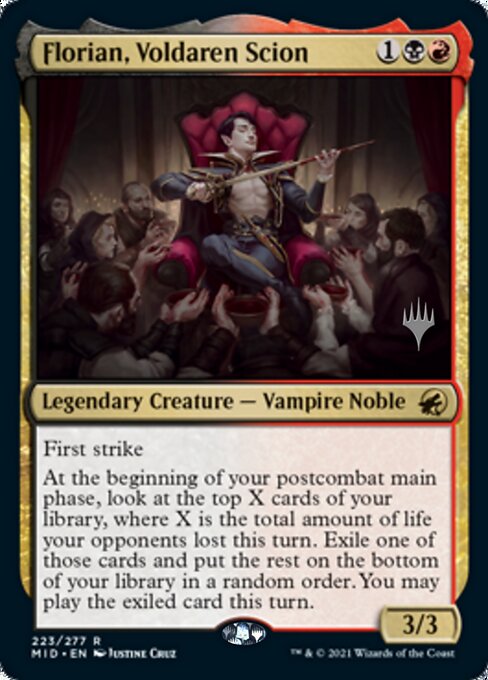 Florian, Voldaren Scion 1
Legendary Creature — Vampire Noble
First strike
At the beginning of your postcombat main
phase, look at the top X cards of your
library, where X is the total amount of life
your opponents lost this turn. Exile one of
those cards and put the rest on the bottom
of your library in a random order. You may
play the exiled card this turn.
3/3
223/277 R
MID • EN Justine Cruz
™ & © 2021 Wizards of the Coast